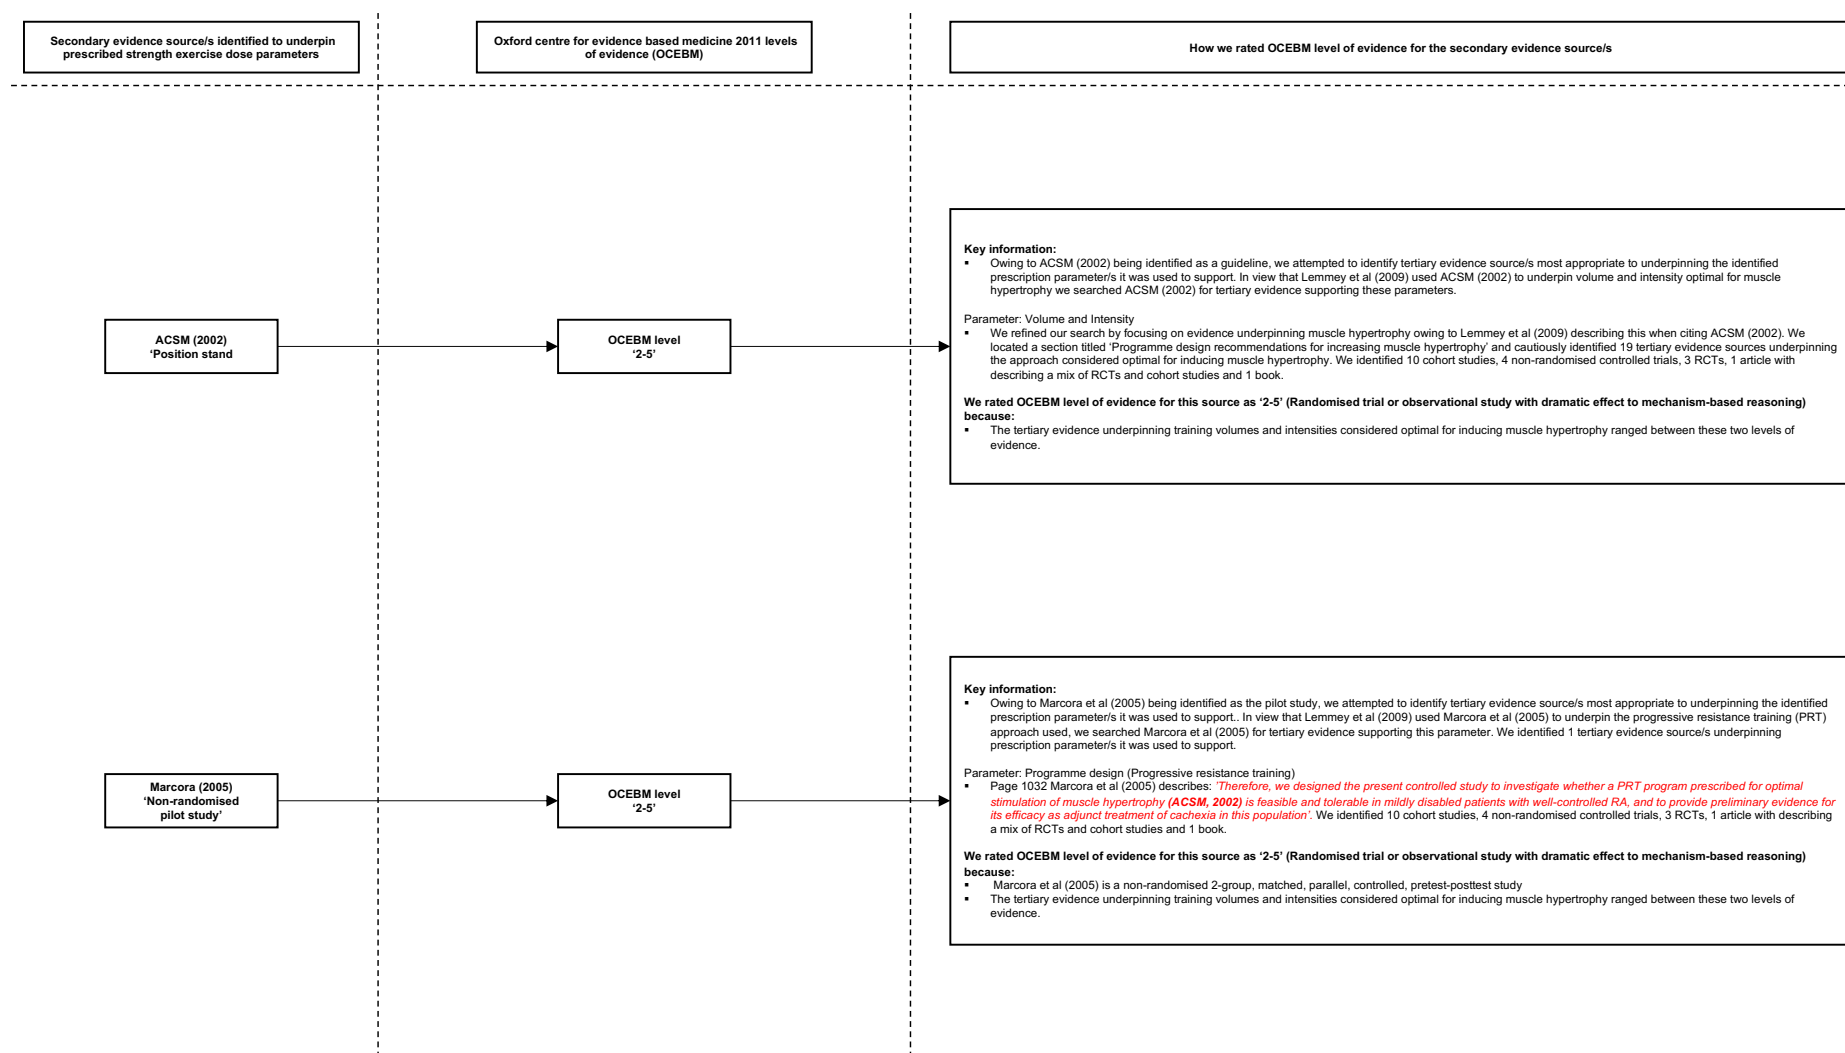 Secondary evidence source/s identified to underpin
prescribed strength exercise dose parameters
Oxford centre for evidence based medicine 2011 levels
of evidence (OCEBM)
How we rated OCEBM level of evidence for the secondary evidence source/s
ACSM (2002)
‘Position stand
OCEBM level
‘2-5’
Key information:
▪ Owing to ACSM (2002) being identified as a guideline, we attempted to identify tertiary evidence source/s most appropriate to underpinning the identified
prescription parameter/s it was used to support. In view that Lemmey et al (2009) used ACSM (2002) to underpin volume and intensity optimal for muscle
hypertrophy we searched ACSM (2002) for tertiary evidence supporting these parameters.
Parameter: Volume and Intensity
▪ We refined our search by focusing on evidence underpinning muscle hypertrophy owing to Lemmey et al (2009) describing this when citing ACSM (2002). We
located a section titled ‘Programme design recommendations for increasing muscle hypertrophy’ and cautiously identified 19 tertiary evidence sources underpinning
the approach considered optimal for inducing muscle hypertrophy. We identified 10 cohort studies, 4 non-randomised controlled trials, 3 RCTs, 1 article with
describing a mix of RCTs and cohort studies and 1 book.
We rated OCEBM level of evidence for this source as ‘2-5’ (Randomised trial or observational study with dramatic effect to mechanism-based reasoning)
because:
▪ The tertiary evidence underpinning training volumes and intensities considered optimal for inducing muscle hypertrophy ranged between these two levels of
evidence.
Marcora (2005)
‘Non-randomised
pilot study’
OCEBM level
‘2-5’
Key information:
▪ Owing to Marcora et al (2005) being identified as the pilot study, we attempted to identify tertiary evidence source/s most appropriate to underpinning the identified
prescription parameter/s it was used to support.. In view that Lemmey et al (2009) used Marcora et al (2005) to underpin the progressive resistance training (PRT)
approach used, we searched Marcora et al (2005) for tertiary evidence supporting this parameter. We identified 1 tertiary evidence source/s underpinning
prescription parameter/s it was used to support.
Parameter: Programme design (Progressive resistance training)
▪ Page 1032 Marcora et al (2005) describes: ’Therefore, we designed the present controlled study to investigate whether a PRT program prescribed for optimal
stimulation of muscle hypertrophy (ACSM, 2002) is feasible and tolerable in mildly disabled patients with well-controlled RA, and to provide preliminary evidence for
its efficacy as adjunct treatment of cachexia in this population’. We identified 10 cohort studies, 4 non-randomised controlled trials, 3 RCTs, 1 article with describing
a mix of RCTs and cohort studies and 1 book.
We rated OCEBM level of evidence for this source as ‘2-5’ (Randomised trial or observational study with dramatic effect to mechanism-based reasoning)
because:
▪ Marcora et al (2005) is a non-randomised 2-group, matched, parallel, controlled, pretest-posttest study
▪ The tertiary evidence underpinning training volumes and intensities considered optimal for inducing muscle hypertrophy ranged between these two levels of
evidence.